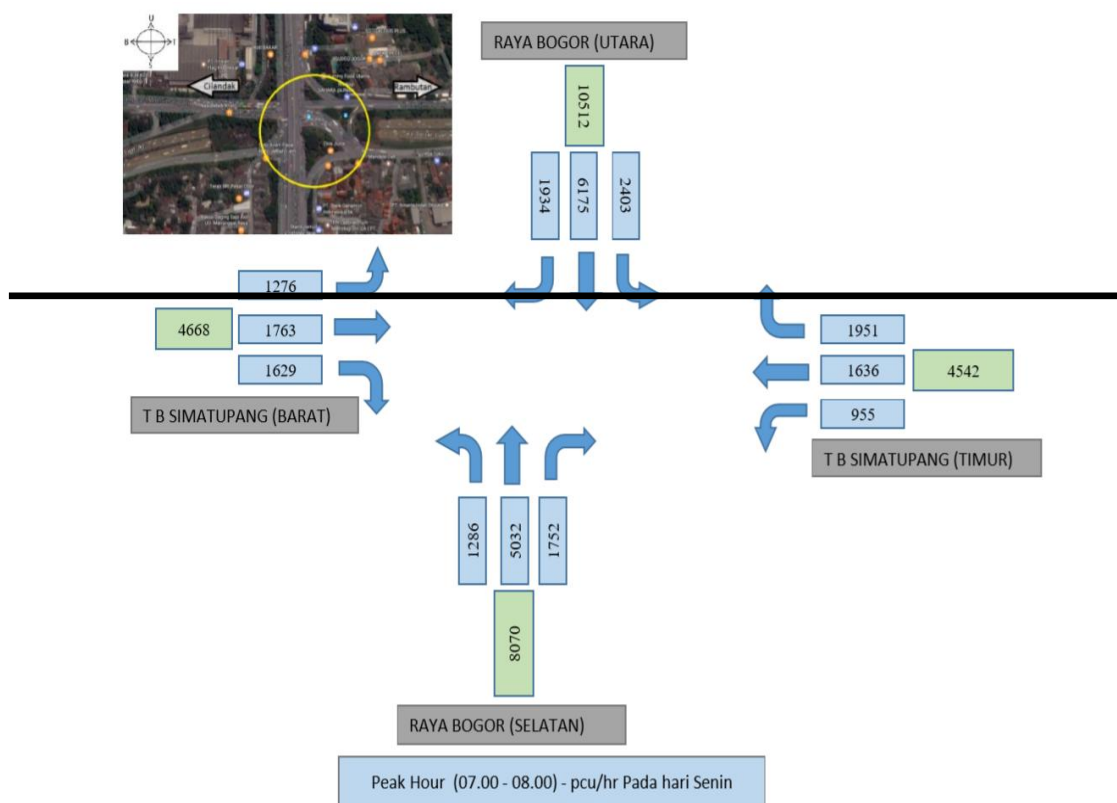 U
B
T
S
Cilandak
Rambutan
RAYA BOGOR (UTARA)
10512
1934
6175
2403
1276
4668
1763
1629
T B SIMATUPANG (BARAT)
1951
1636
4542
955
T B SIMATUPANG (TIMUR)
1286
5032
1752
8070
RAYA BOGOR (SELATAN)
Peak Hour (07.00 - 08.00) - pcu/hr Pada hari Senin